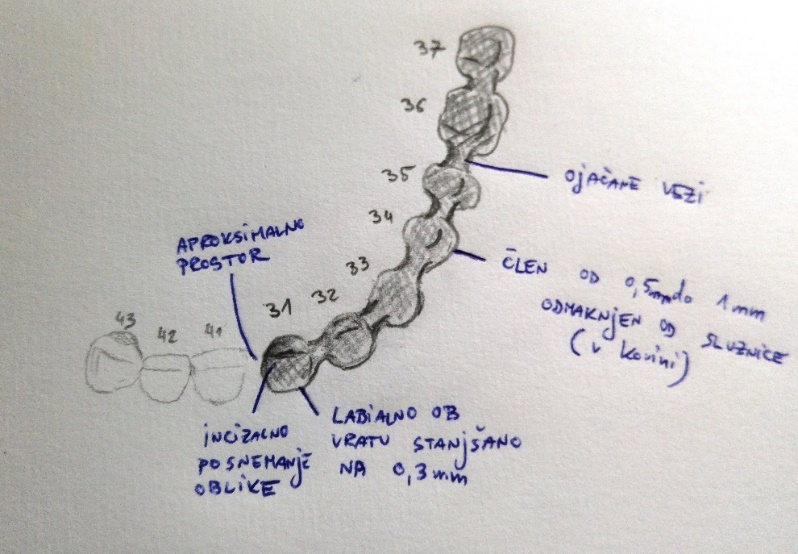 37
36
35
34
33
32
31
43
42
41
OJAČANE VEZI
ČLEN OD 0,5mm do 1mm
ODMAKNJEN OD SLUZNICE
(v kovini)
APROKSIMALNO
PROSTOR
INCIZALNO
POSNEMANJE
OBLIKE
LABIALNO OB
VRATU STANJŠANO
NA 0,3mm